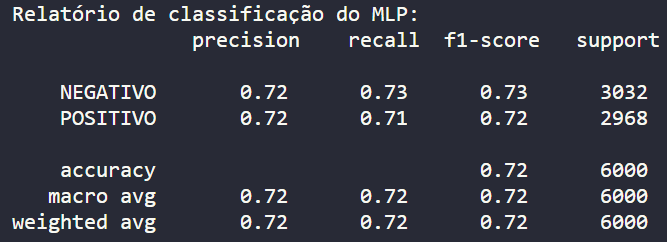 Relatório de classificação do MLP:
precision recall f1-score support
NEGATIVO 0.72 0.73 0.73 3032
POSITIVO 0.72 0.71 0.72 2968
accuracy 0.72 6000
macro avg 0.72 0.72 0.72 6000
weighted avg 0.72 0.72 0.72 6000